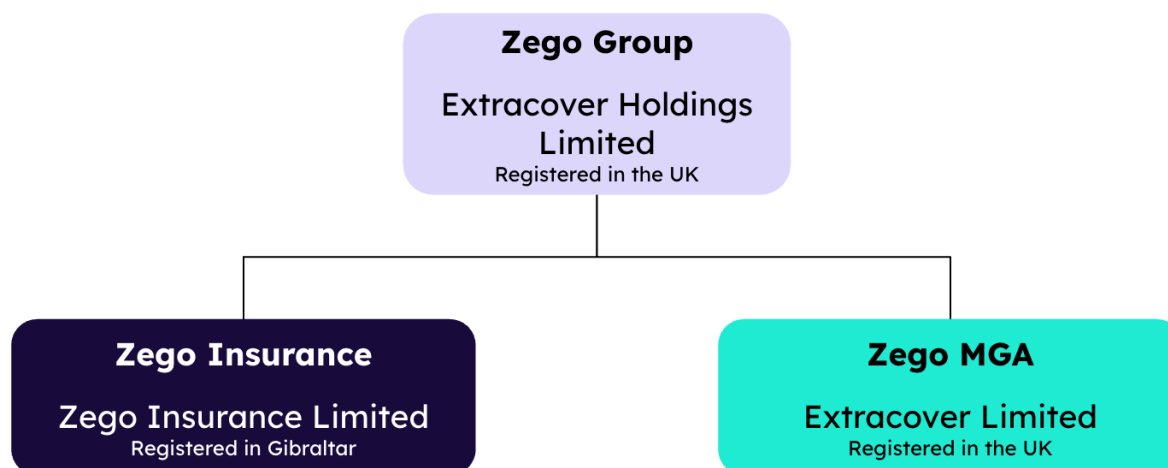 Zego Group
Extracover Holdings
Limited
Registered in the UK
Zego Insurance
Zego Insurance Limited
Registered in Gibraltar
Zego MGA
Extracover Limited
Registered in the UK